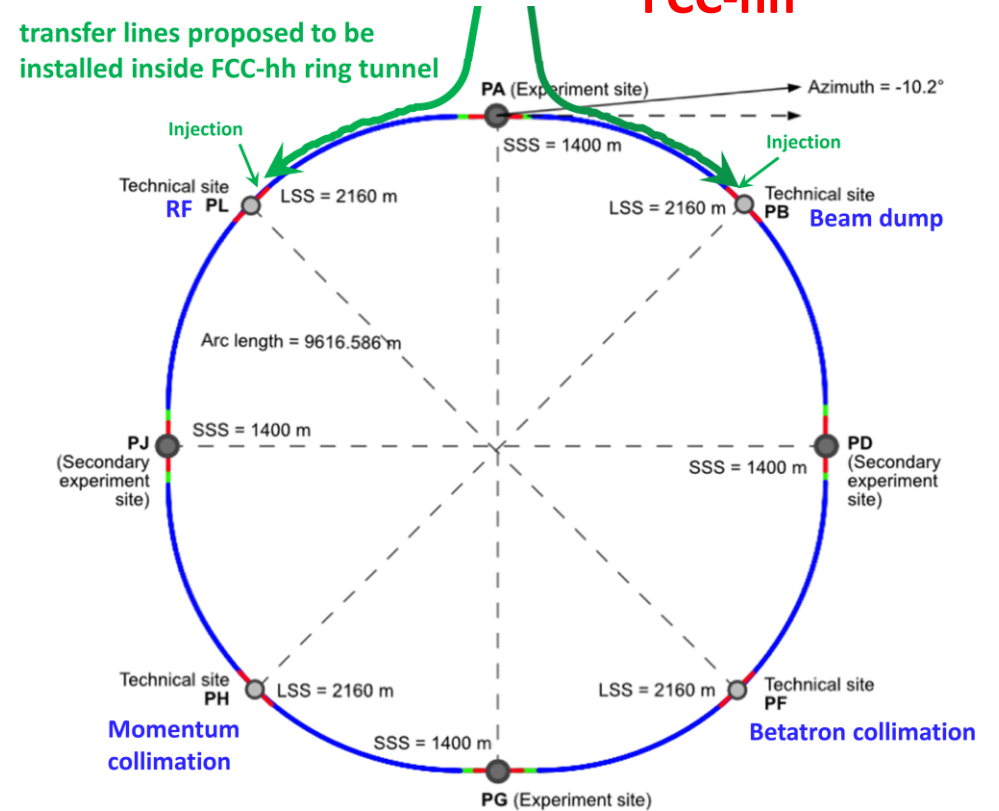 FCC-hh
transfer lines proposed to be
installed inside FCC-hh ring tunnel
PA (Experiment site)
Azimuth = -10.2°
SSS = 1400 m
Injection
Injection
Technical site
RF PL
LSS = 2160 m
LSS = 2160 m
Technical site
PB
Beam dump
Arc length = 9616.586 m
PJ
(Secondary
experiment
site)
SSS = 1400 m
SSS = 1400 m
PD
(Secondary
experiment
site)
Technical site
PH
LSS = 2160 m
Momentum
collimation
LSS = 2160 m
Technical site
PF
Betatron collimation
SSS = 1400 m
PG (Experiment site)